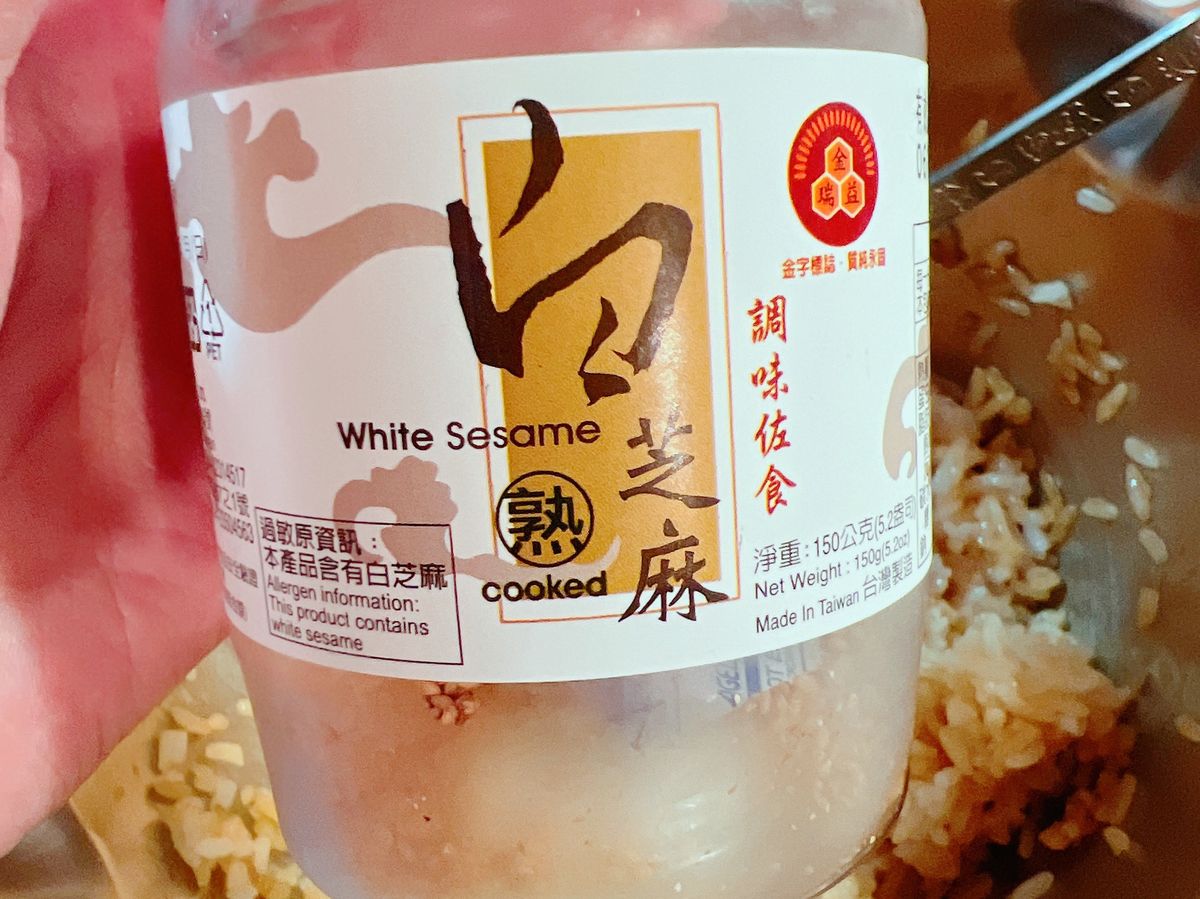 白芝麻
White Sesame
熟
cooked
金
瑞益
金字標誌·質純永固
調味佐食
淨重：150公克(5.2盎司)
Net Weight : 150g(5.2oz)
Made In Taiwan 台灣製造
過敏原資訊：
本產品含有白芝麻
Allergen information:
This product contains
white sesame
PET